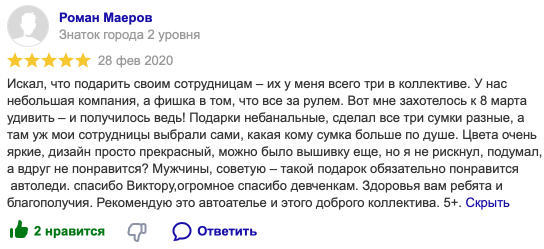 Роман Маеров
Знаток города 2 уровня
28 фев 2020
Искал, что подарить своим сотрудницам – их у меня всего три в коллективе. У нас
небольшая компания, а фишка в том, что все за рулем. Вот мне захотелось к 8 марта
удивить – и получилось ведь! Подарки небанальные, сделал все три сумки разные, а
там уж мои сотрудницы выбрали сами, какая кому сумка больше по душе. Цвета очень
яркие, дизайн просто прекрасный, можно было вышивку еще, но я не рискнул, подумал,
а вдруг не понравится? Мужчины, советую – такой подарок обязательно понравится
автоледи. спасибо Виктору,огромное спасибо девченкам. Здоровья вам ребята и
благополучия. Рекомендую это автоателье и этого доброго коллектива. 5+. Скрыть
2 нравится Ответить